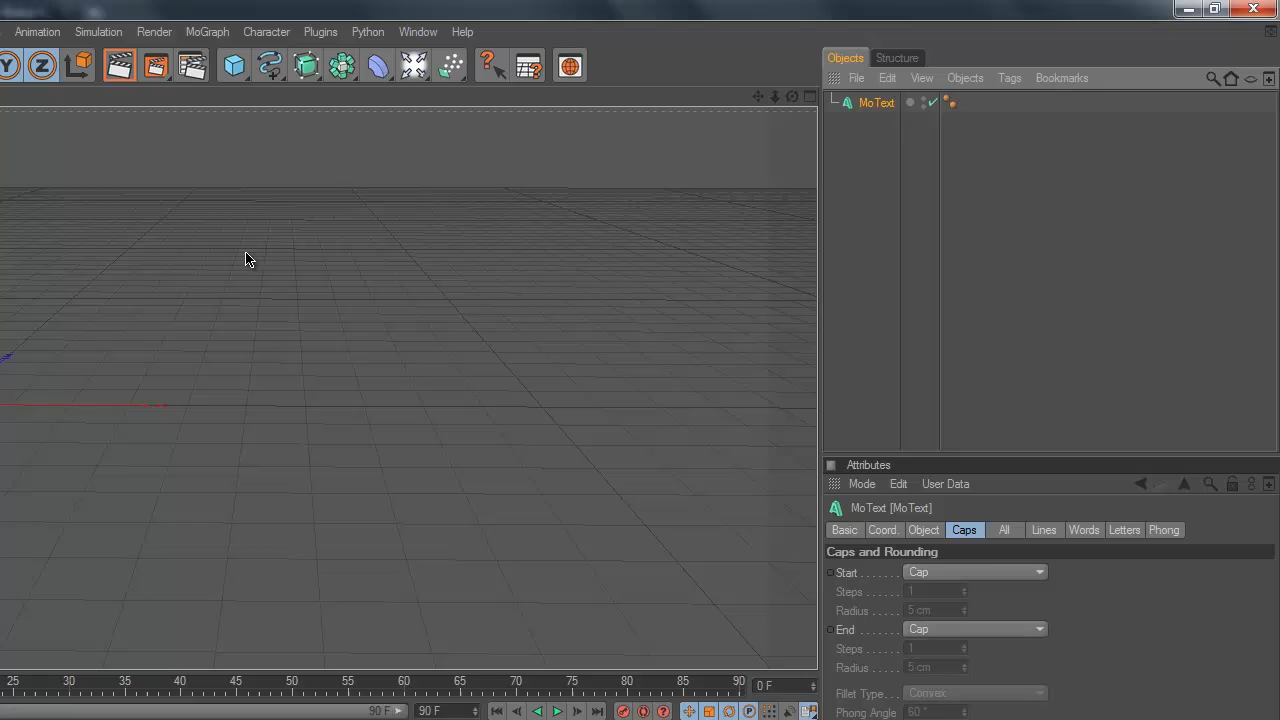 Animation Simulation Render MoGraph Character Plugins Python Window Help
Y Z
Objects Structure
File Edit View Objects Tags Bookmarks
MoText
Attributes
Mode Edit User Data
MoText [MoText]
Basic Coord. Object Caps All Lines Words Letters Phong
Caps and Rounding
Start . . . . . . . Cap
Steps . . . . . . 1
Radius . . . . . 5 cm
End . . . . . . . . Cap
Steps . . . . . . 1
Radius . . . . . 5 cm
Fillet Type. . . . Convex
Phong Angle 60 °
25 30 35 40 45 50 55 60 65 70 75 80 85 90 0 F
90 F 90 F P